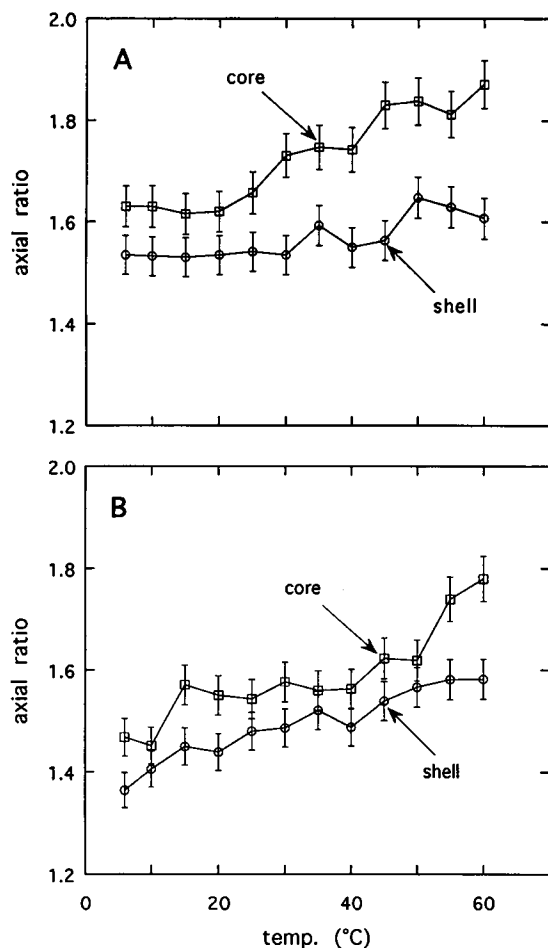 2.0
A
core
1.8
axial ratio
1.6
shell
1.4
1.2
2.0
B
1.8
core
axial ratio
1.6
shell
1.4
1.2
0 20 40 60
temp. (°C)